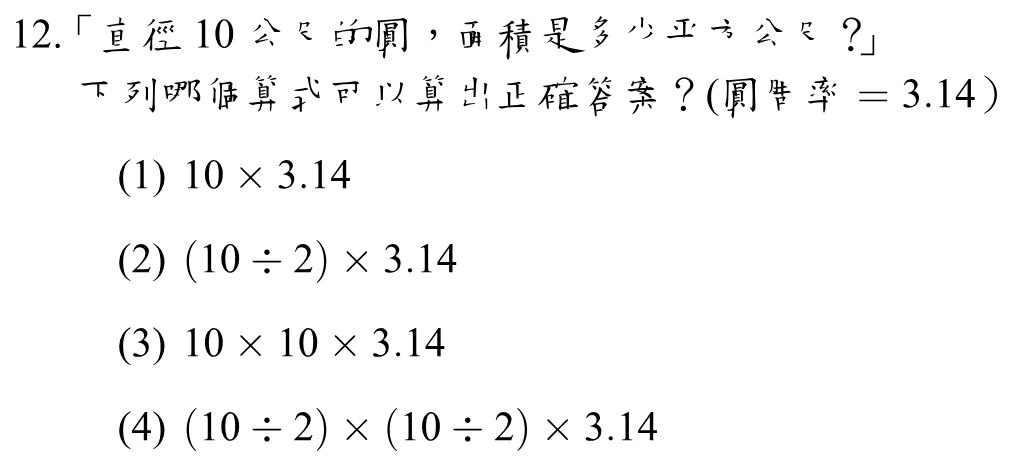 12.「直徑 10 公尺的圓，面積是多少平方公尺？」
下列哪個算式可以算出正確答案？(圓周率 = 3.14)
(1) 10 × 3.14
(2) (10 ÷ 2) × 3.14
(3) 10 × 10 × 3.14
(4) (10 ÷ 2) × (10 ÷ 2) × 3.14